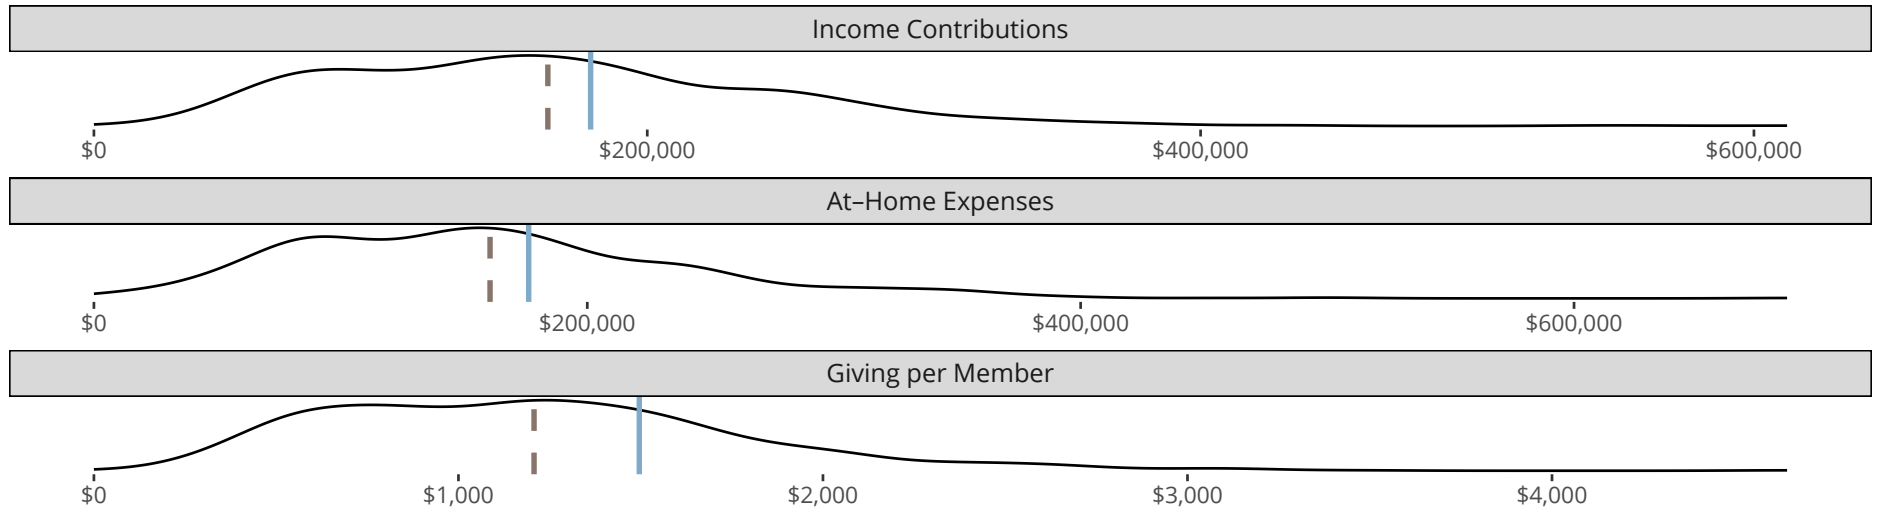 Income Contributions
$0 $200,000 $400,000 $600,000
At–Home Expenses
$0 $200,000 $400,000 $600,000
Giving per Member
$0 $1,000 $2,000 $3,000 $4,000